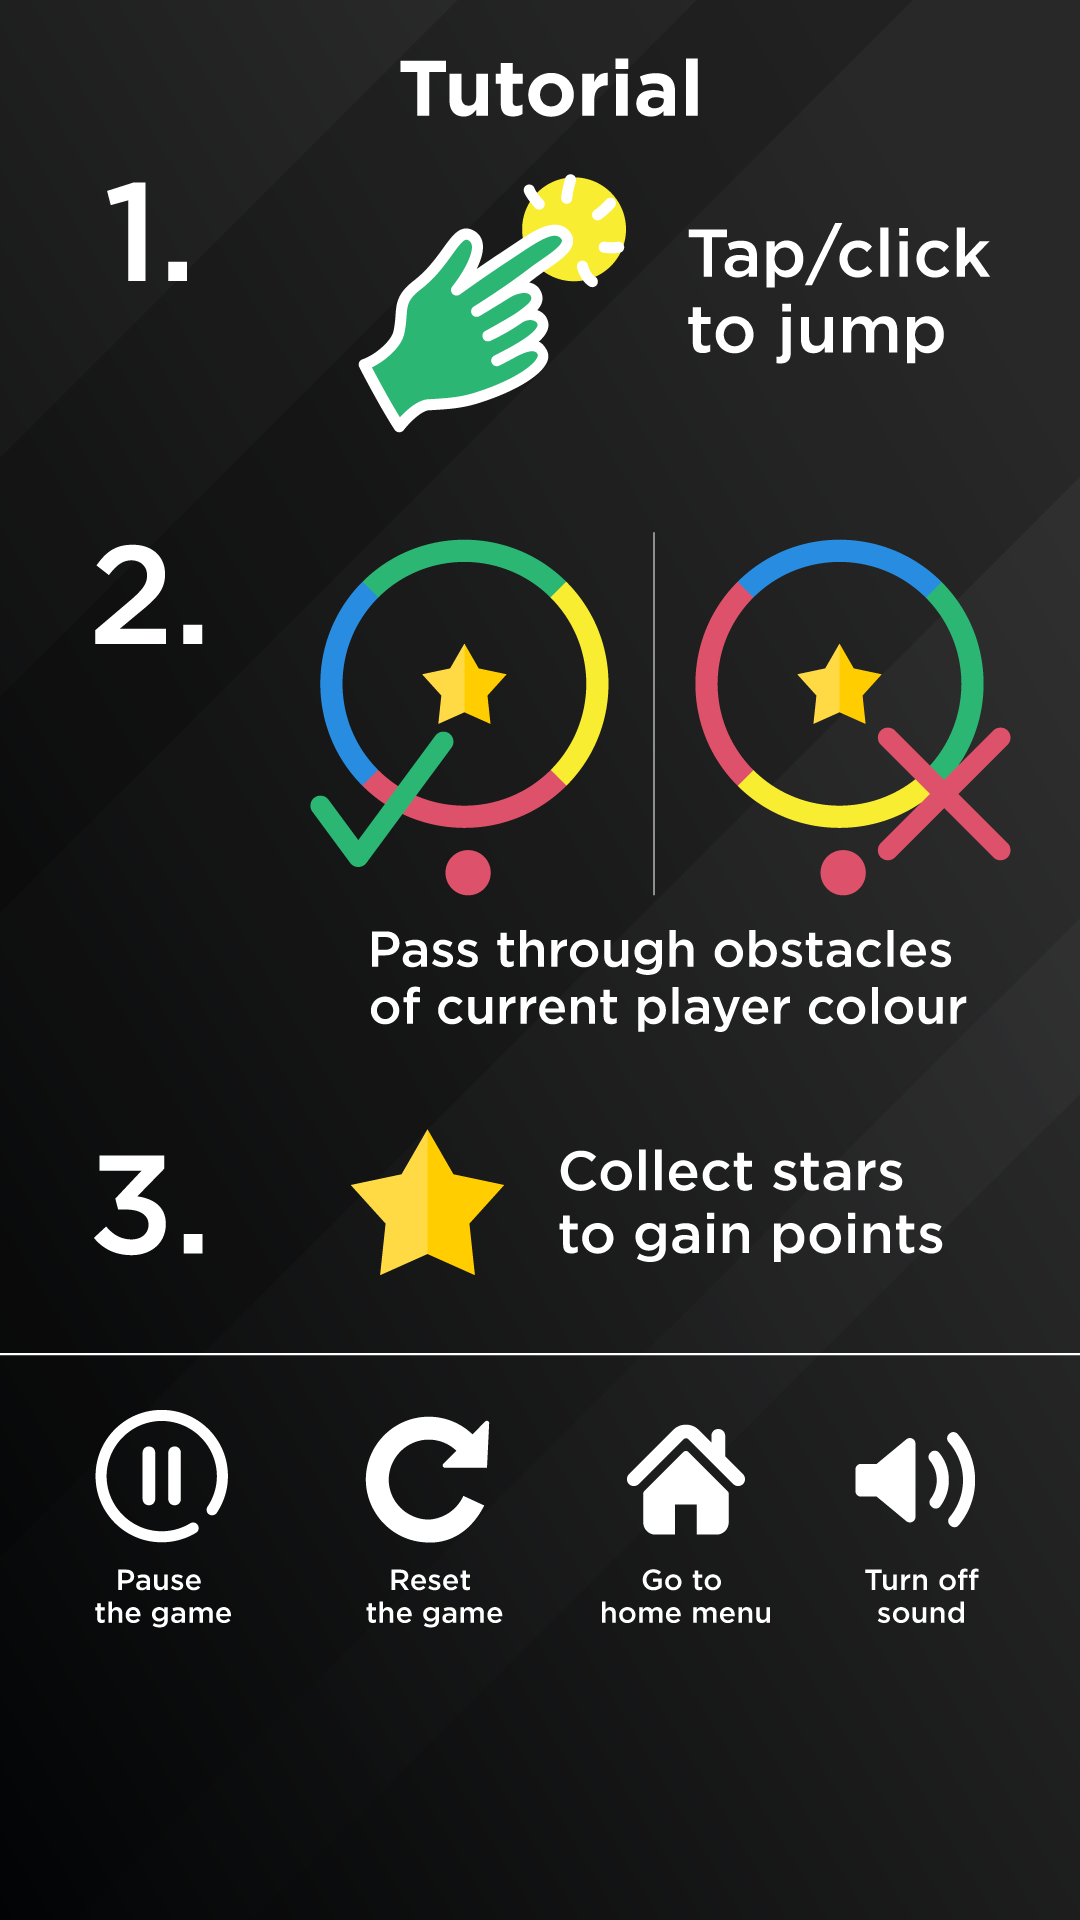 Tutorial
1.
Tap/click
to jump
2.
Pass through obstacles
of current player colour
3.
Collect stars
to gain points
Pause
the game
Reset
the game
Go to
home menu
Turn off
sound